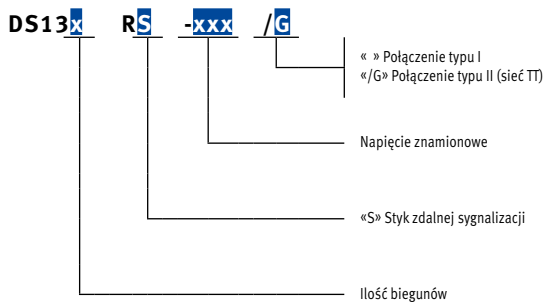 DS13x RS -xxx /G
« » Połączenie typu I
«/G» Połączenie typu II (sieć TT)
Napięcie znamionowe
«S» Styk zdalnej sygnalizacji
Ilość biegunów